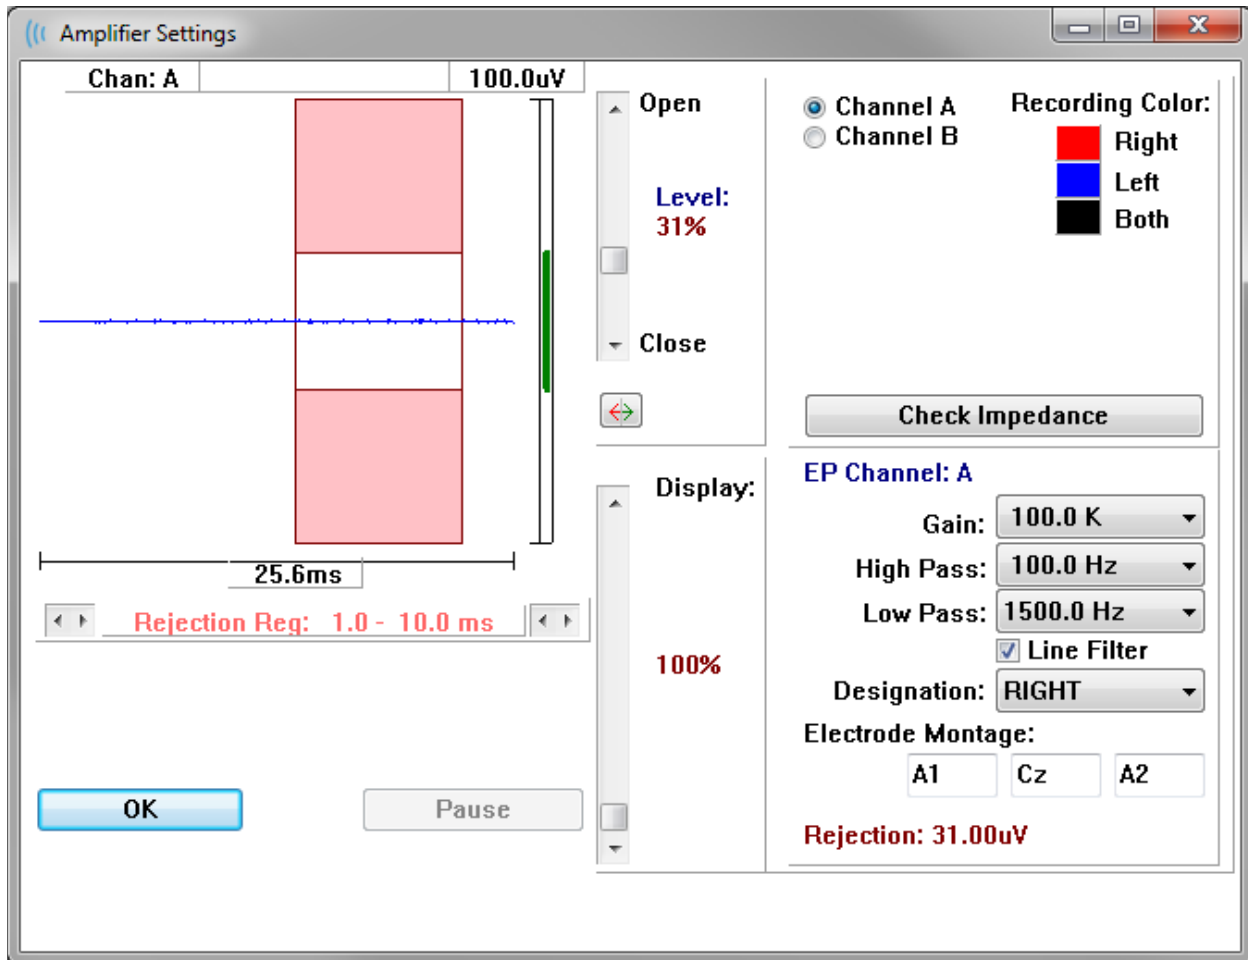 Amplifier Settings
Chan: A
100.0uV
Open
Level:
31%
Close
25.6ms
Rejection Reg: 1.0 - 10.0 ms
Display:
100%
OK
Pause
Channel A
Channel B
Recording Color:
Right
Left
Both
Check Impedance
EP Channel: A
Gain: 100.0 K
High Pass: 100.0 Hz
Low Pass: 1500.0 Hz
Line Filter
Designation: RIGHT
Electrode Montage:
A1 Cz A2
Rejection: 31.00uV